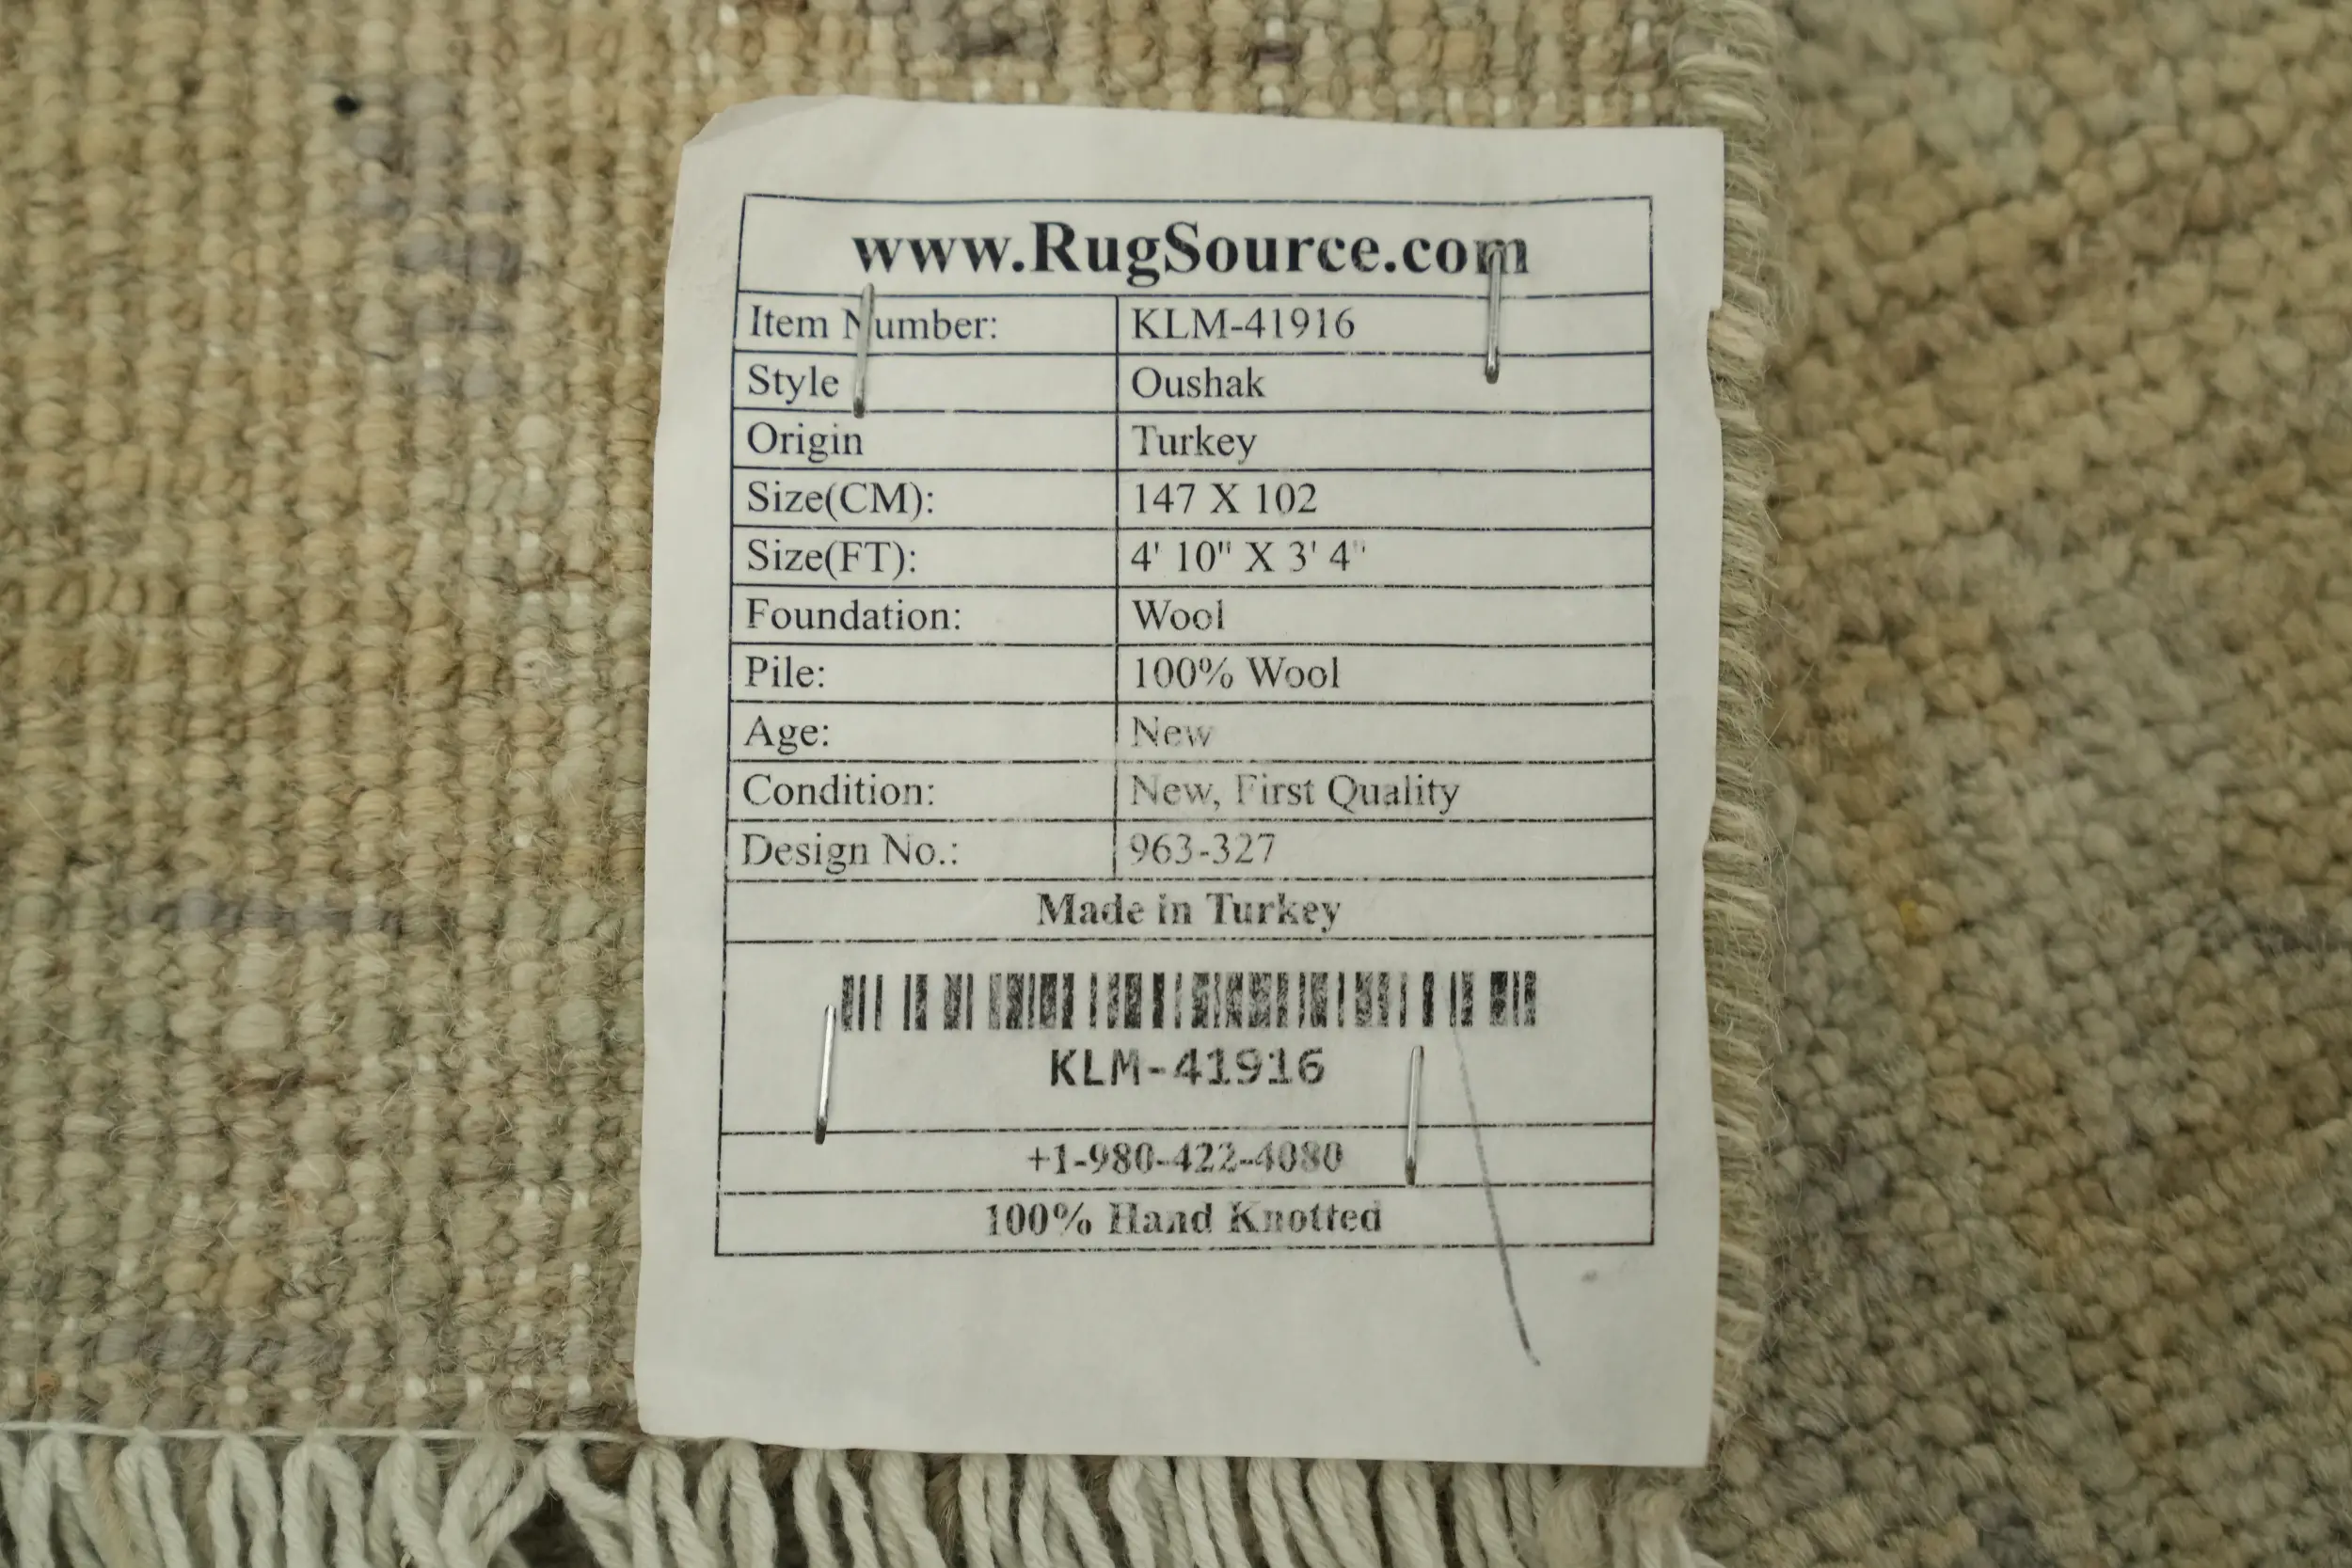 www.RugSource.com
Item Number: KLM-41916
Style Oushak
Origin Turkey
Size(CM): 147 X 102
Size(FT): 4' 10" X 3' 4"
Foundation: Wool
Pile: 100% Wool
Age: New
Condition: New, First Quality
Design No.: 963-327
Made in Turkey
KLM-41916
+1-980-422-4080
100% Hand Knotted